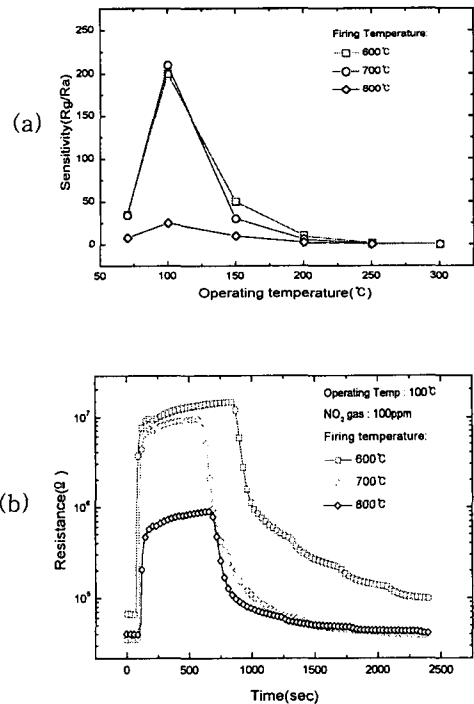 (a)
Firing Temperature:
600℃
700℃
800℃
Sensitivity(Rg/Ra)
250
200
150
100
50
0
50
100
150
200
250
300
Operating temperature(℃)
(b)
Operating Temp : 100℃
NO₂ gas : 100ppm
Firing temperature:
600℃
700℃
800℃
Resistance(Ω)
10⁷
10⁶
10⁵
0
500
1000
1500
2000
2500
Time(sec)